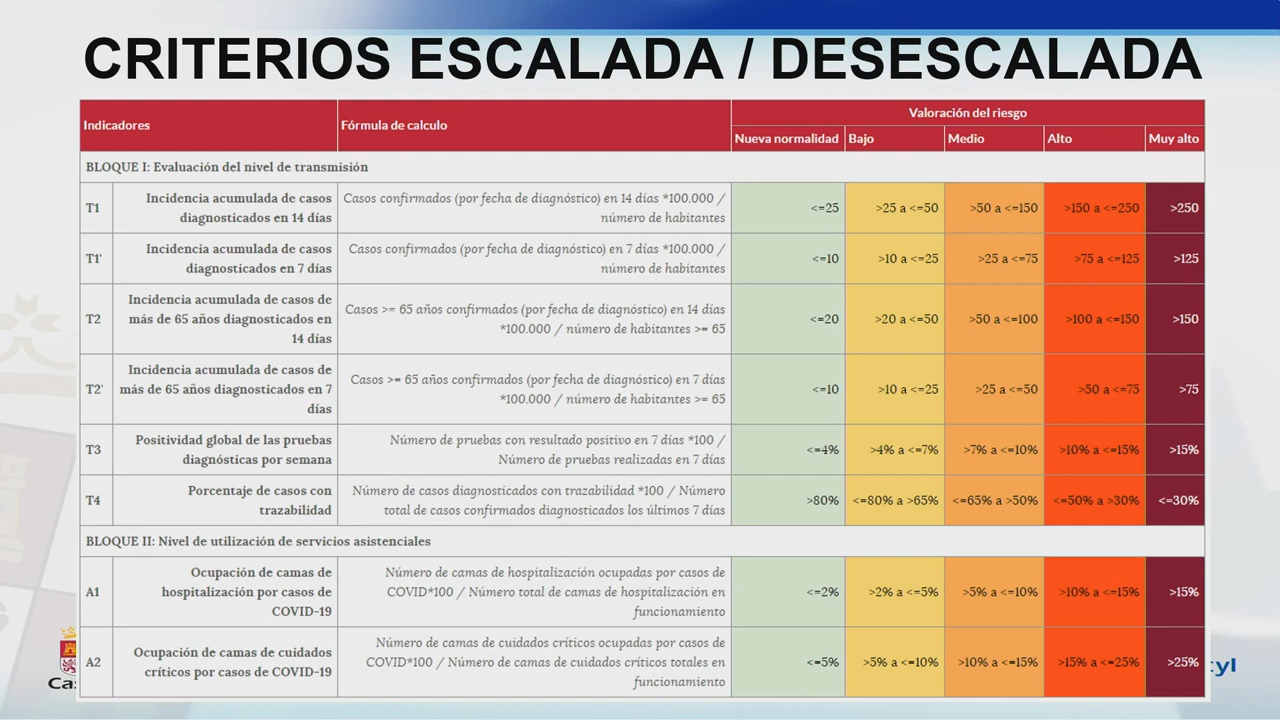 CRITERIOS ESCALADA / DESESCALADA
Indicadores
Fórmula de calculo
Valoración del riesgo
Nueva normalidad
Bajo
Medio
Alto
Muy alto
BLOQUE I: Evaluación del nivel de transmisión
T1
Incidencia acumulada de casos
diagnosticados en 14 días
Casos confirmados (por fecha de diagnóstico) en 14 días *100.000 /
número de habitantes
<=25
>25 a <=50
>50 a <=150
>150 a <=250
>250
T1'
Incidencia acumulada de casos
diagnosticados en 7 días
Casos confirmados (por fecha de diagnóstico) en 7 días *100.000 /
número de habitantes
<=10
>10 a <=25
>25 a <=75
>75 a <=125
>125
T2
Incidencia acumulada de casos de
más de 65 años diagnosticados en
14 días
Casos >= 65 años confirmados (por fecha de diagnóstico) en 14 días
*100.000 / número de habitantes >= 65
<=20
>20 a <=50
>50 a <=100
>100 a <=150
>150
T2'
Incidencia acumulada de casos de
más de 65 años diagnosticados en 7
días
Casos >= 65 años confirmados (por fecha de diagnóstico) en 7 días
*100.000 / número de habitantes >= 65
<=10
>10 a <=25
>25 a <=50
>50 a <=75
>75
T3
Positividad global de las pruebas
diagnósticas por semana
Número de pruebas con resultado positivo en 7 días *100 /
Número de pruebas realizadas en 7 días
<=4%
>4% a <=7%
>7% a <=10%
>10% a <=15%
>15%
T4
Porcentaje de casos con
trazabilidad
Número de casos diagnosticados con trazabilidad *100 / Número
total de casos confirmados diagnosticados los últimos 7 días
>80%
<=80% a >65%
<=65% a >50%
<=50% a >30%
<=30%
BLOQUE II: Nivel de utilización de servicios asistenciales
A1
Ocupación de camas de
hospitalización por casos de
COVID-19
Número de camas de hospitalización ocupadas por casos de
COVID*100 / Número total de camas de hospitalización en
funcionamiento
<=2%
>2% a <=5%
>5% a <=10%
>10% a <=15%
>15%
A2
Ocupación de camas de cuidados
críticos por casos de COVID-19
Número de camas de cuidados críticos ocupadas por casos de
COVID*100 / Número de camas de cuidados críticos totales en
funcionamiento
<=5%
>5% a <=10%
>10% a <=15%
>15% a <=25%
>25%
Cas
cyl